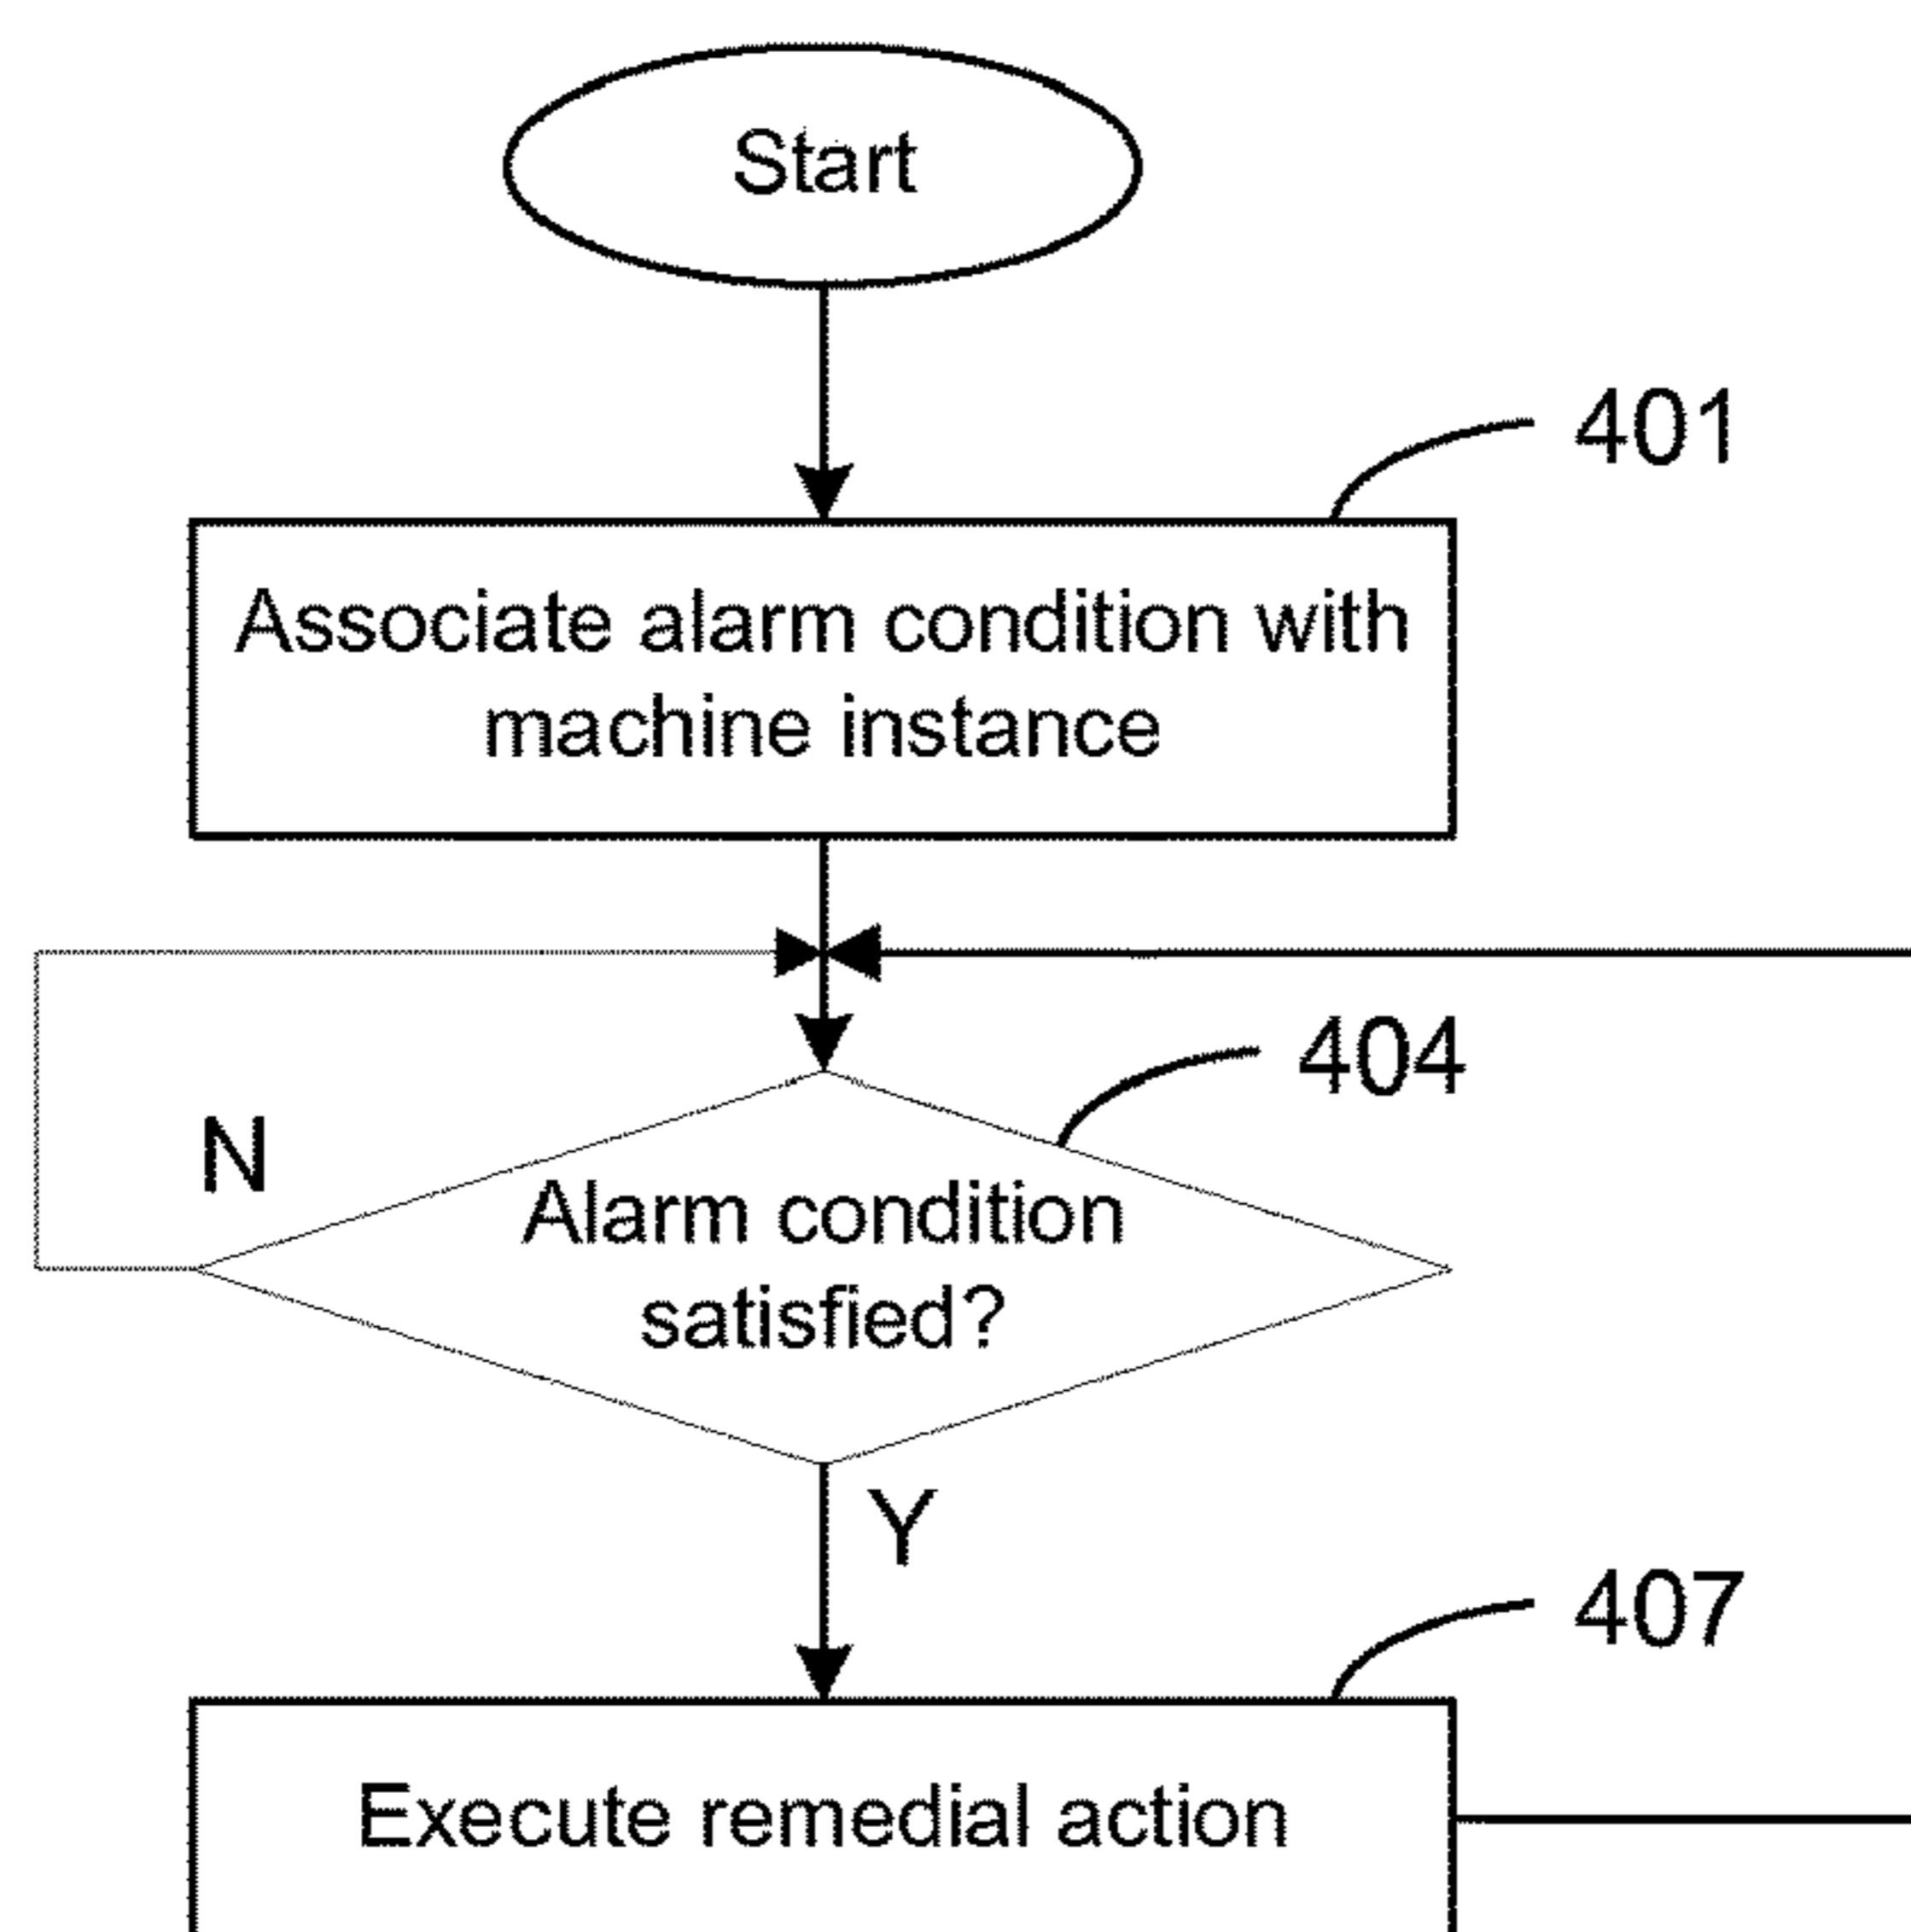 Start
401
Associate alarm condition with
machine instance
404
N
Alarm condition
satisfied?
Y
407
Execute remedial action